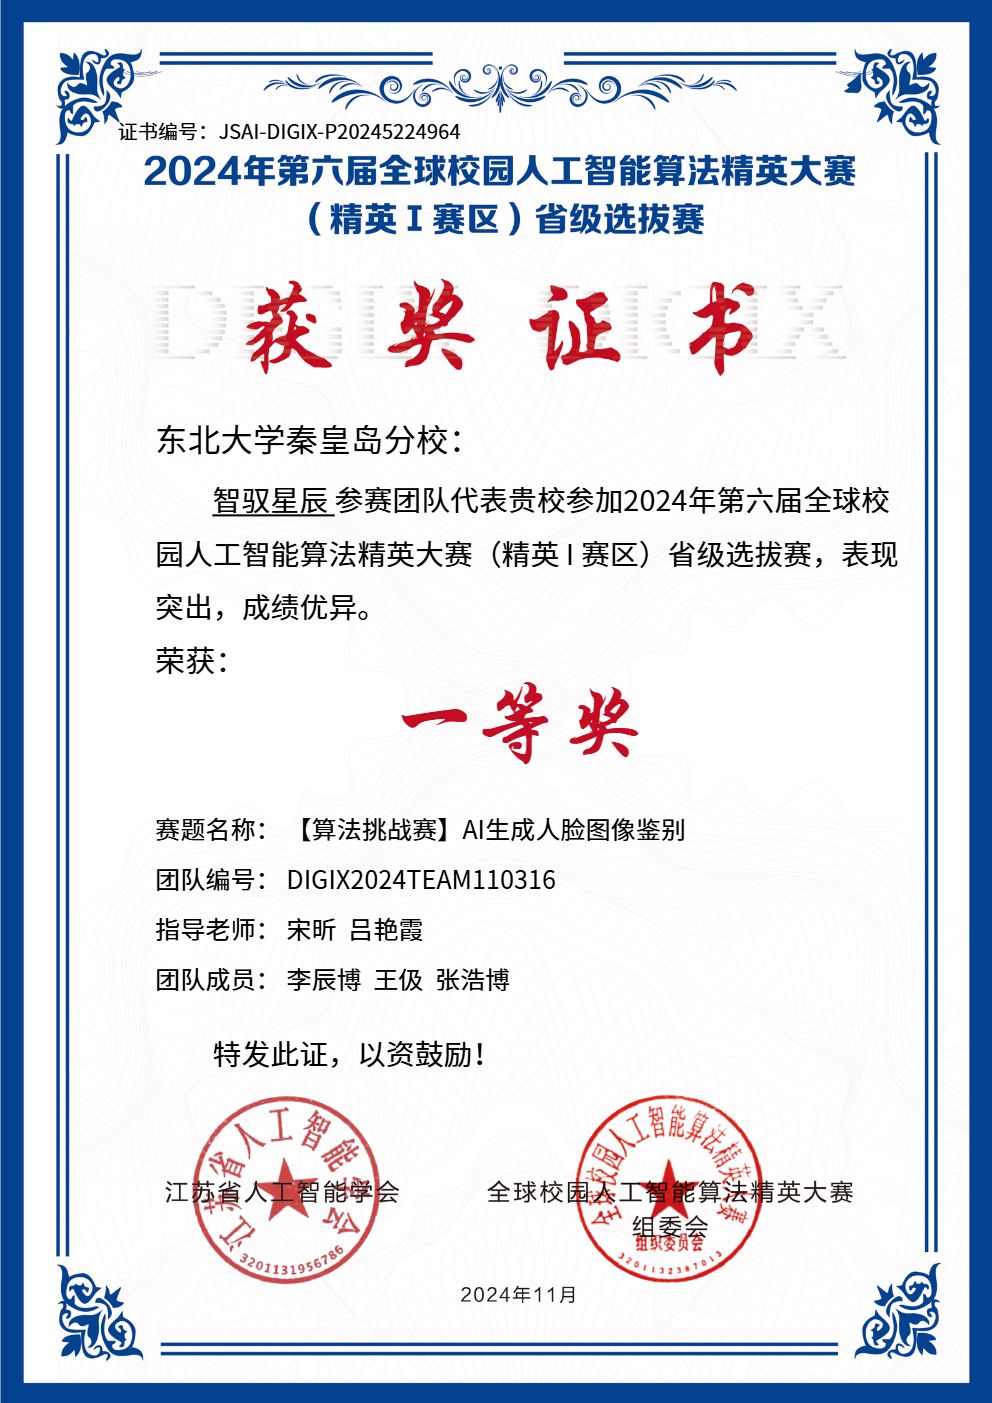 证书编号：JSAI-DIGIX-P20245224964
2024年第六届全球校园人工智能算法精英大赛
（精英 I 赛区）省级选拔赛
DIGIX DIGIX
获奖证书
东北大学秦皇岛分校：
智驭星辰 参赛团队代表贵校参加2024年第六届全球校
园人工智能算法精英大赛（精英 I 赛区）省级选拔赛，表现
突出，成绩优异。
荣获：
一等奖
赛题名称： 【算法挑战赛】AI生成人脸图像鉴别
团队编号： DIGIX2024TEAM110316
指导老师： 宋昕 吕艳霞
团队成员： 李辰博 王伋 张浩博
特发此证，以资鼓励！
江苏省人工智能学会
江苏省人工智能学会
3201131956786
全球校园人工智能算法精英大赛
组委会
全球校园人工智能算法精英大赛
组织委员会
3201132387013
2024年11月